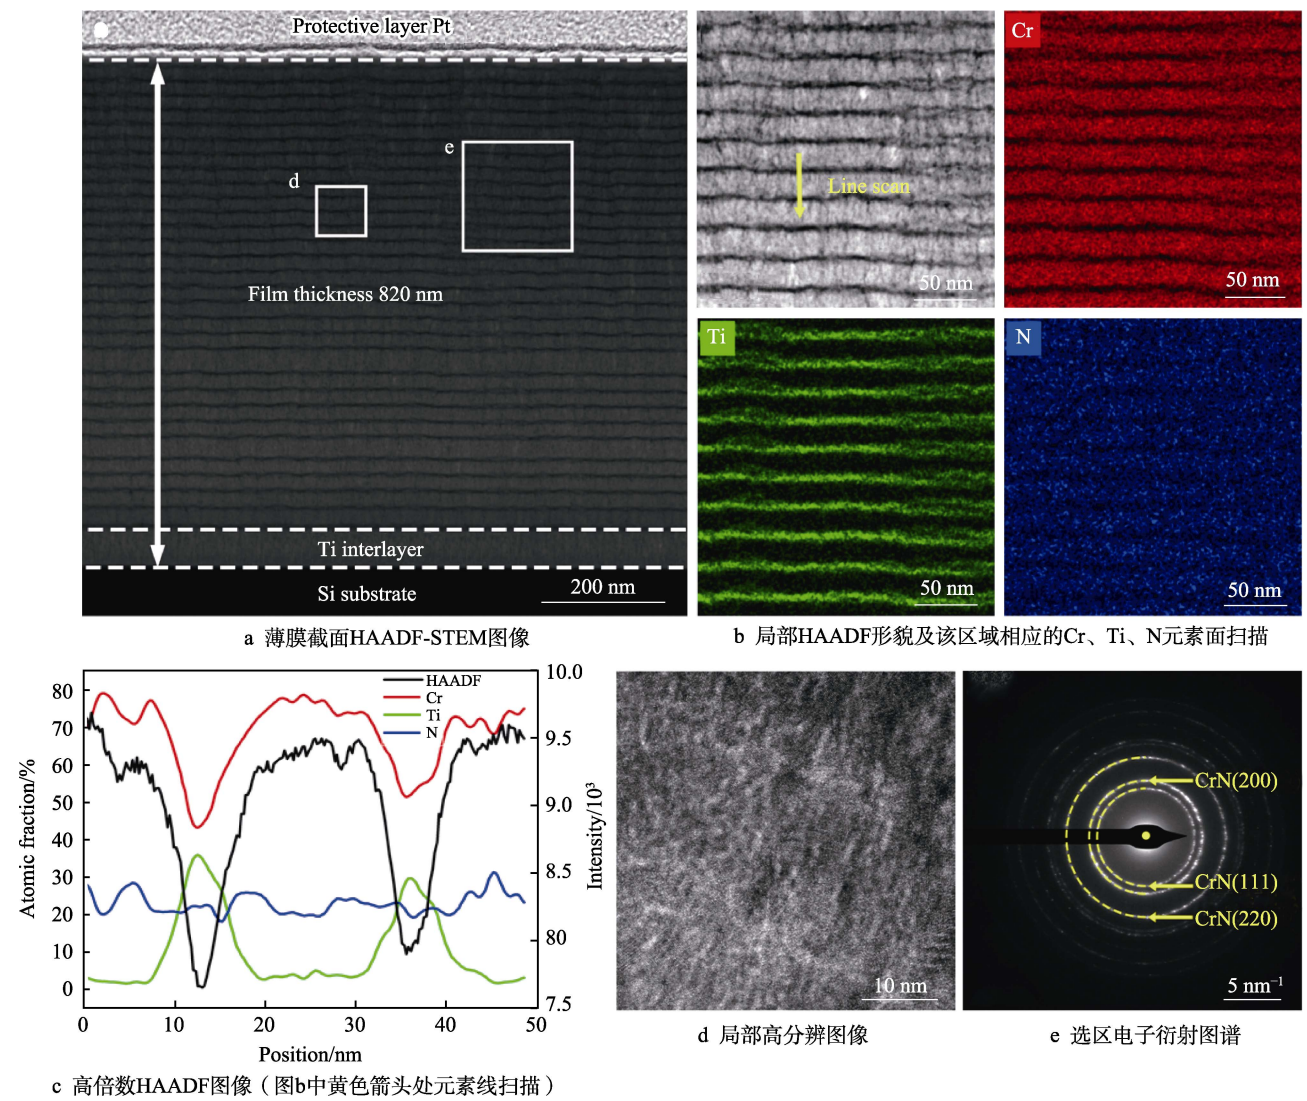 Protective layer Pt
e
d
Film thickness 820 nm
Ti interlayer
Si substrate
200 nm
a 薄膜截面HAADF-STEM图像
Line scan
50 nm
Cr
50 nm
Ti
50 nm
N
50 nm
b 局部HAADF形貌及该区域相应的Cr、Ti、N元素面扫描
HAADF
Cr
Ti
N
80
70
60
50
40
30
20
10
0
Atomic fraction/%
10.0
9.5
9.0
8.5
80
7.5
Intensity/10³
0 10 20 30 40 50
Position/nm
c 高倍数HAADF图像（图b中黄色箭头处元素线扫描）
10 nm
d 局部高分辨图像
CrN(200)
CrN(111)
CrN(220)
5 nm⁻¹
e 选区电子衍射图谱